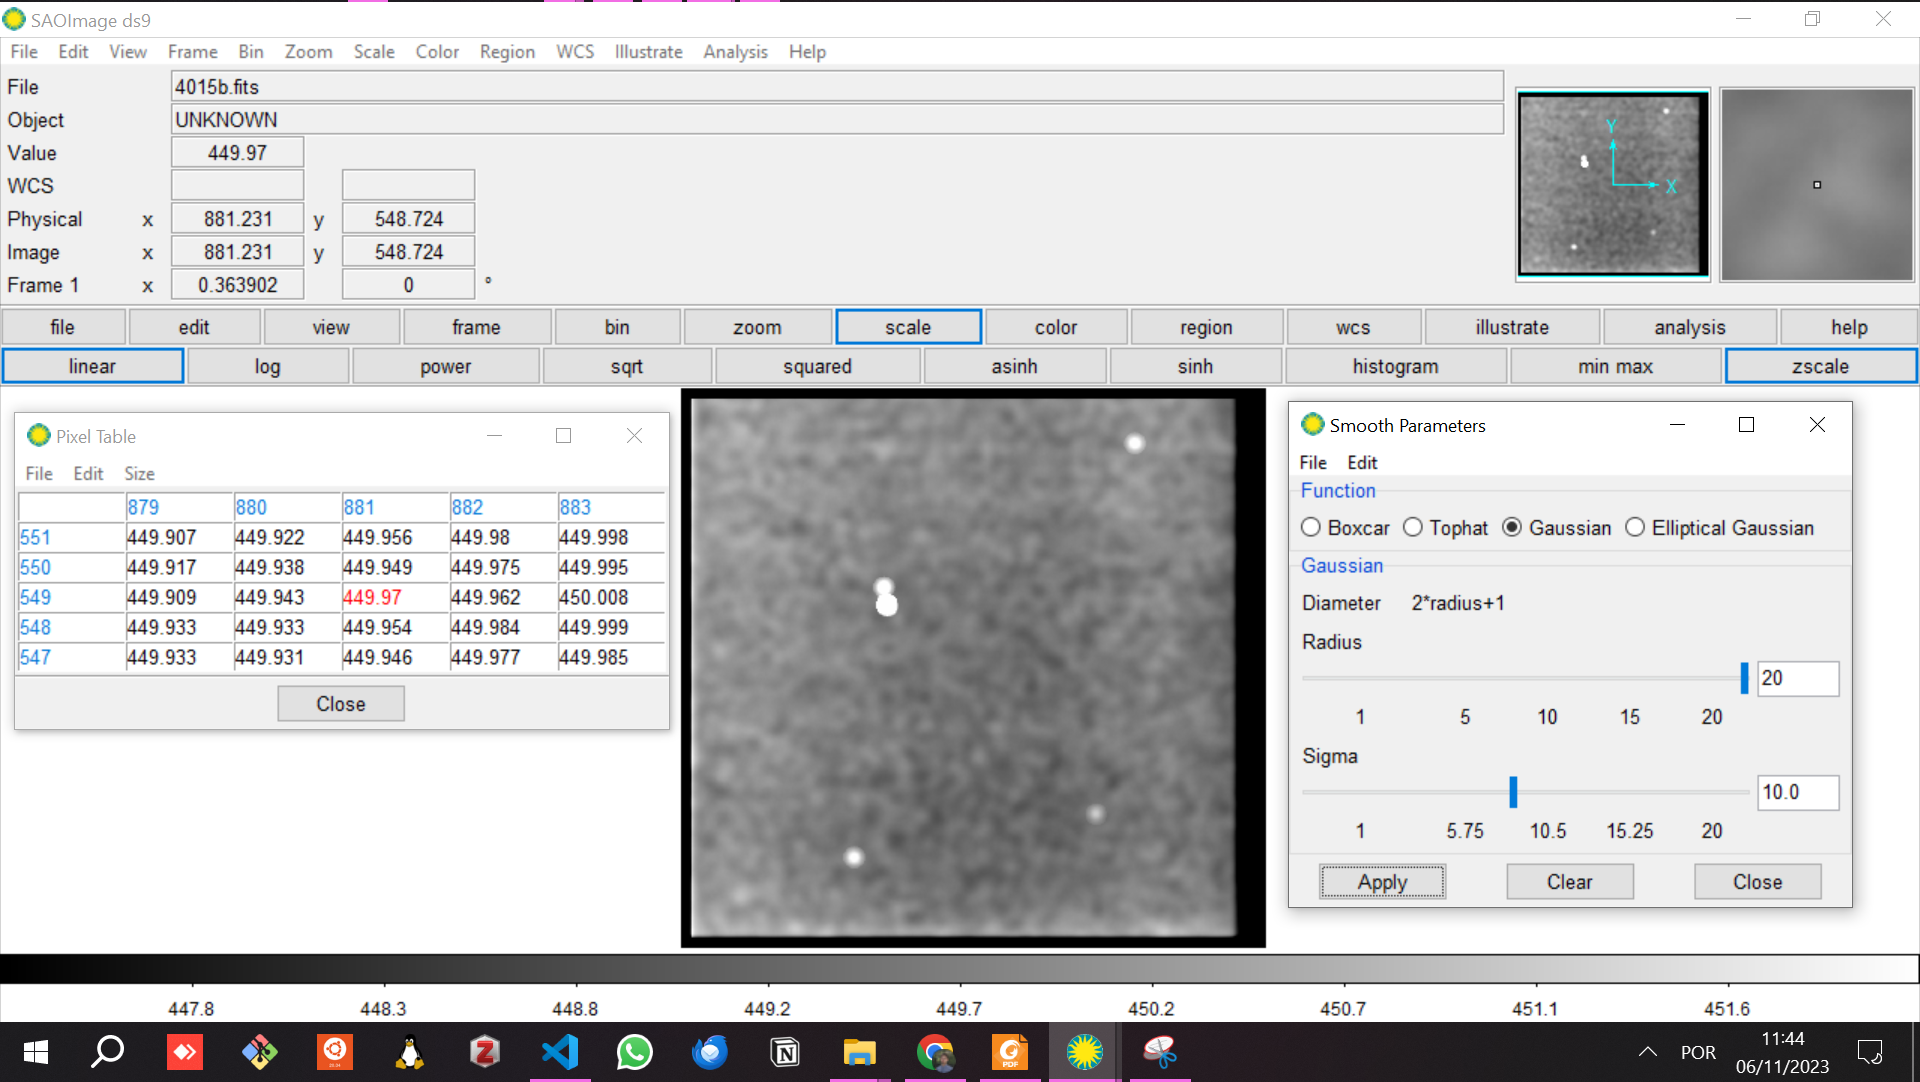 SAOImage ds9
File Edit View Frame Bin Zoom Scale Color Region WCS Illustrate Analysis Help
File 4015b.fits
Object UNKNOWN
Value 449.97
WCS
Physical x 881.231 y 548.724
Image x 881.231 y 548.724
Frame 1 x 0.363902 0 °
Y
X
file edit view frame bin zoom scale color region wcs illustrate analysis help
linear log power sqrt squared asinh sinh histogram min max zscale
Pixel Table
File Edit Size
879 880 881 882 883
551 449.907 449.922 449.956 449.98 449.998
550 449.917 449.938 449.949 449.975 449.995
549 449.909 449.943 449.97 449.962 450.008
548 449.933 449.933 449.954 449.984 449.999
547 449.933 449.931 449.946 449.977 449.985
Close
Smooth Parameters
File Edit
Function
Boxcar Tophat Gaussian Elliptical Gaussian
Gaussian
Diameter 2*radius+1
Radius
20
1 5 10 15 20
Sigma
10.0
1 5.75 10.5 15.25 20
Apply Clear Close
447.8 448.3 448.8 449.2 449.7 450.2 450.7 451.1 451.6
POR
11:44
06/11/2023